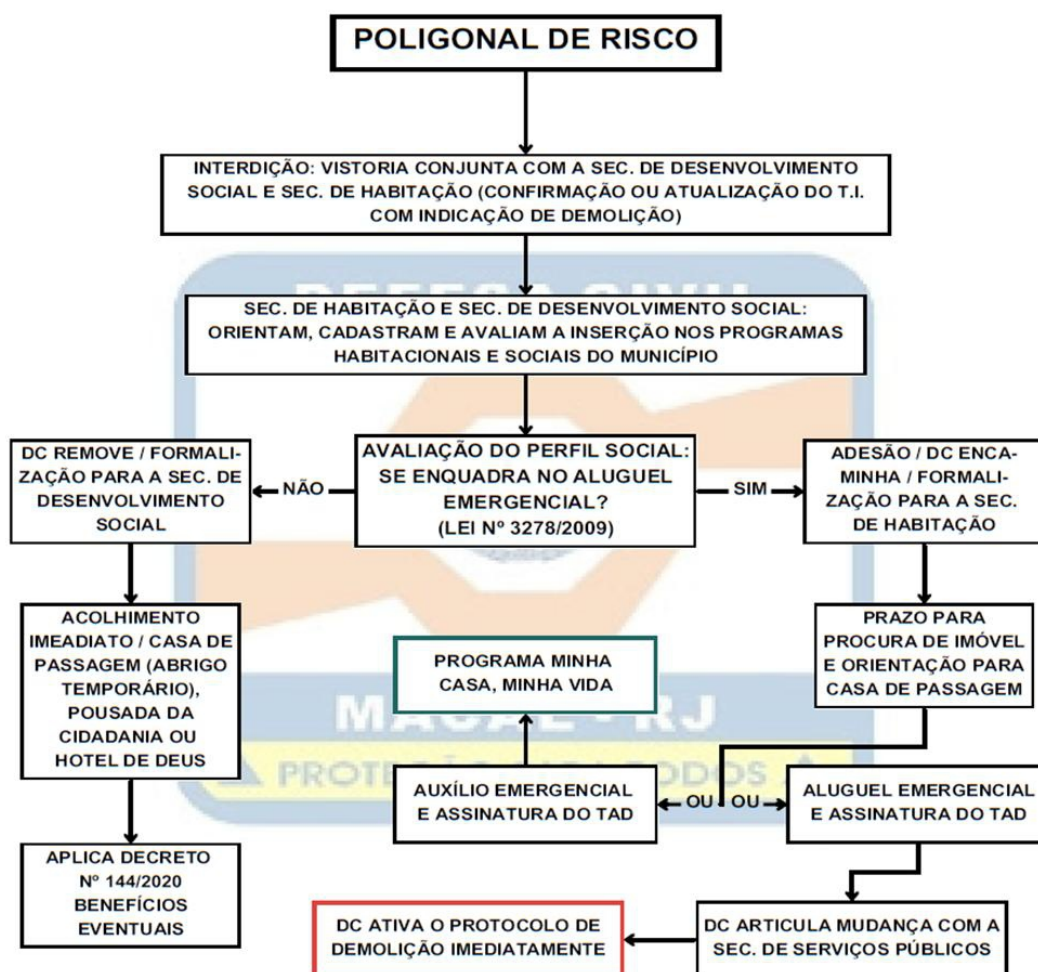 POLIGONAL DE RISCO
INTERDIÇÃO: VISTORIA CONJUNTA COM A SEC. DE DESENVOLVIMENTO
SOCIAL E SEC. DE HABITAÇÃO (CONFIRMAÇÃO OU ATUALIZAÇÃO DO T.I.
COM INDICAÇÃO DE DEMOLIÇÃO)
SEC. DE HABITAÇÃO E SEC. DE DESENVOLVIMENTO SOCIAL:
ORIENTAM, CADASTRAM E AVALIAM A INSERÇÃO NOS PROGRAMAS
HABITACIONAIS E SOCIAIS DO MUNICÍPIO
DC REMOVE / FORMALI-
ZAÇÃO PARA A SEC. DE
DESENVOLVIMENTO
SOCIAL
NÃO
AVALIAÇÃO DO PERFIL SOCIAL:
SE ENQUADRA NO ALUGUEL
EMERGENCIAL?
(LEI Nº 3278/2009)
SIM
ADESÃO / DC ENCA-
MINHA / FORMALI-
ZAÇÃO PARA A SEC.
DE HABITAÇÃO
ACOLHIMENTO
IMEADIATO / CASA DE
PASSAGEM (ABRIGO
TEMPORÁRIO),
POUSADA DA
CIDADANIA OU
HOTEL DE DEUS
PROGRAMA MINHA
CASA, MINHA VIDA
PRAZO PARA
PROCURA DE IMÓVEL
E ORIENTAÇÃO PARA
CASA DE PASSAGEM
MACAÉ - RJ
AUXÍLIO EMERGENCIAL
E ASSINATURA DO TAD
OU OU
ALUGUEL EMERGENCIAL
E ASSINATURA DO TAD
APLICA DECRETO
Nº 144/2020
BENEFÍCIOS
EVENTUAIS
DC ATIVA O PROTOCOLO DE
DEMOLIÇÃO IMEDIATAMENTE
DC ARTICULA MUDANÇA COM A
SEC. DE SERVIÇOS PÚBLICOS